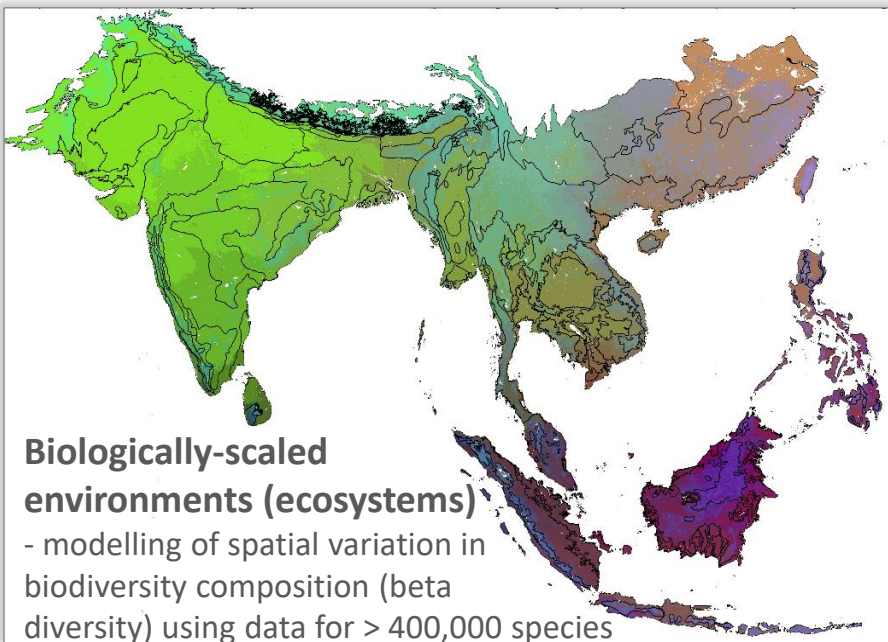 Biologically-scaled
environments (ecosystems)
- modelling of spatial variation in
biodiversity composition (beta
diversity) using data for > 400,000 species